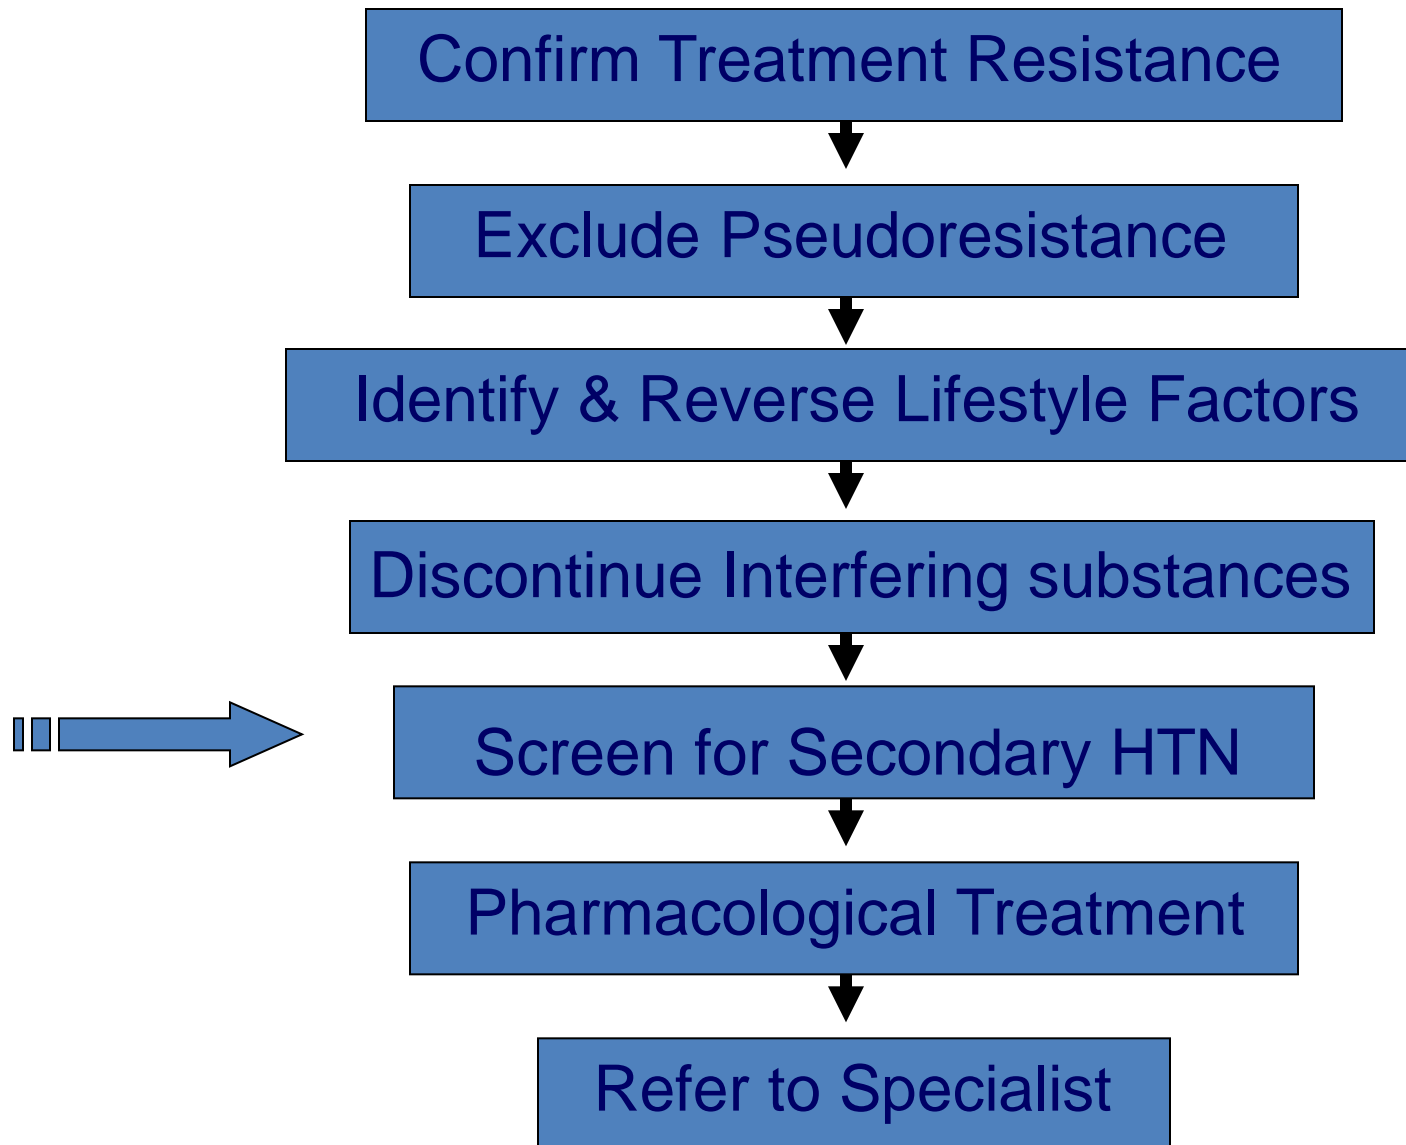 Confirm Treatment Resistance
Exclude Pseudoresistance
Identify & Reverse Lifestyle Factors
Discontinue Interfering substances
Screen for Secondary HTN
Pharmacological Treatment
Refer to Specialist